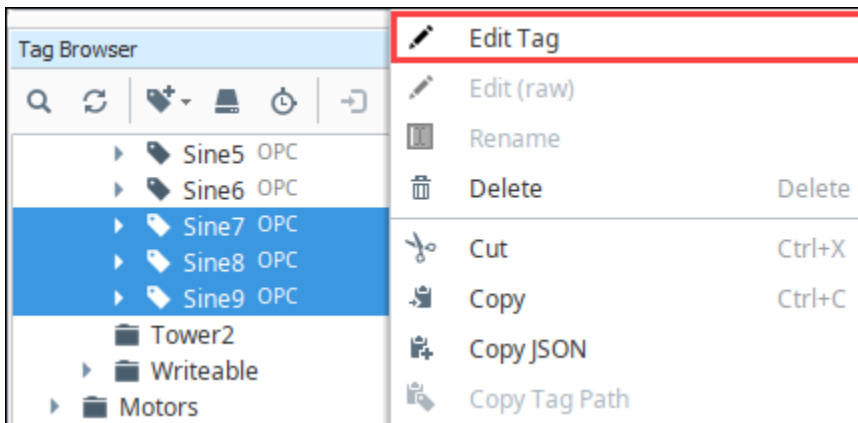 Tag Browser
Sine5 OPC
Sine6 OPC
Sine7 OPC
Sine8 OPC
Sine9 OPC
Tower2
Writeable
Motors
Edit Tag
Edit (raw)
Rename
Delete Delete
Cut Ctrl+X
Copy Ctrl+C
Copy JSON
Copy Tag Path